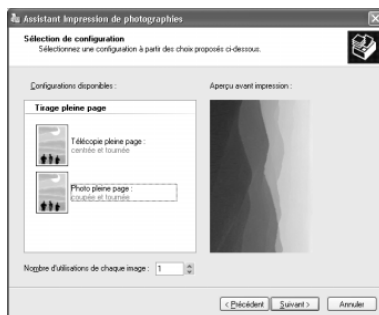 Assistant Impression de photographies
Sélection de configuration
Sélectionnez une configuration à partir des choix proposés ci-dessous.
Configurations disponibles :
Aperçu avant impression :
Tirage pleine page
Télécopie pleine page :
centrée et tournée
Photo pleine page :
coupée et tournée
Nombre d'utilisations de chaque image : 1
< Précédent
Suivant >
Annuler